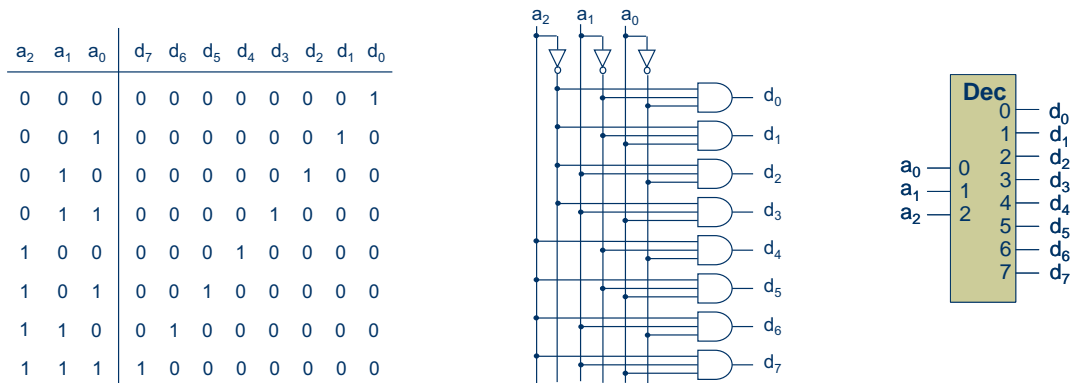 a₂ a₁ a₀ d₇ d₆ d₅ d₄ d₃ d₂ d₁ d₀
0 0 0 0 0 0 0 0 0 0 1
0 0 1 0 0 0 0 0 0 1 0
0 1 0 0 0 0 0 0 1 0 0
0 1 1 0 0 0 0 1 0 0 0
1 0 0 0 0 0 1 0 0 0 0
1 0 1 0 0 1 0 0 0 0 0
1 1 0 0 1 0 0 0 0 0 0
1 1 1 1 0 0 0 0 0 0 0
a₂ a₁ a₀
d₀
d₁
d₂
d₃
d₄
d₅
d₆
d₇
Dec
0 d₀
1 d₁
2 d₂
a₀ 0 3 d₃
a₁ 1 4 d₄
a₂ 2 5 d₅
6 d₆
7 d₇